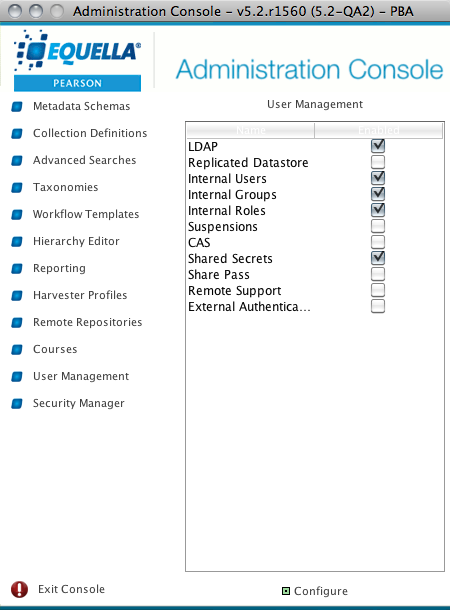 Administration Console – v5.2.r1560 (5.2-QA2) – PBA
EQUELLA®
PEARSON
Administration Console
Metadata Schemas
Collection Definitions
Advanced Searches
Taxonomies
Workflow Templates
Hierarchy Editor
Reporting
Harvester Profiles
Remote Repositories
Courses
User Management
Security Manager
User Management
Name Enabled
LDAP
Replicated Datastore
Internal Users
Internal Groups
Internal Roles
Suspensions
CAS
Shared Secrets
Share Pass
Remote Support
External Authentica...
Exit Console
Configure